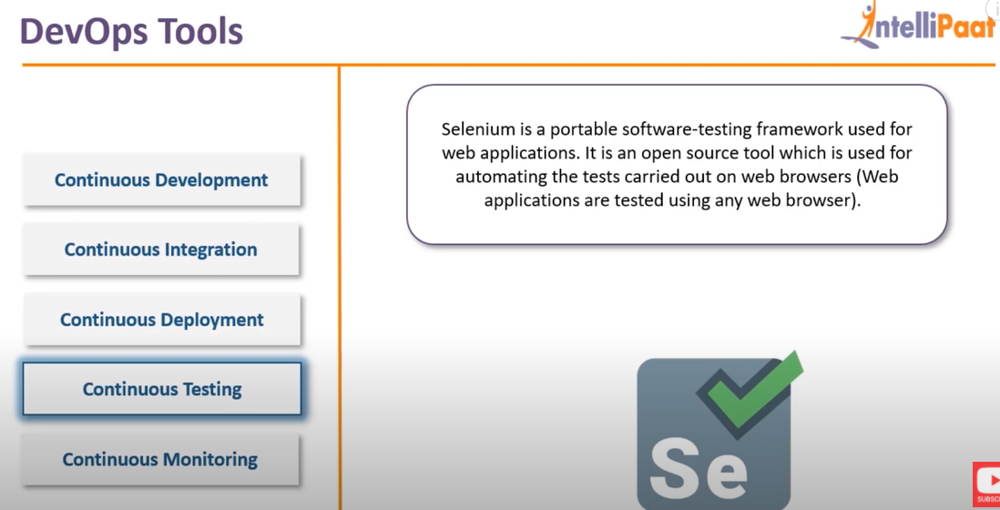 DevOps Tools
IntelliPaat
Continuous Development
Continuous Integration
Continuous Deployment
Continuous Testing
Continuous Monitoring
Selenium is a portable software-testing framework used for
web applications. It is an open source tool which is used for
automating the tests carried out on web browsers (Web
applications are tested using any web browser).
Se
SUBSC